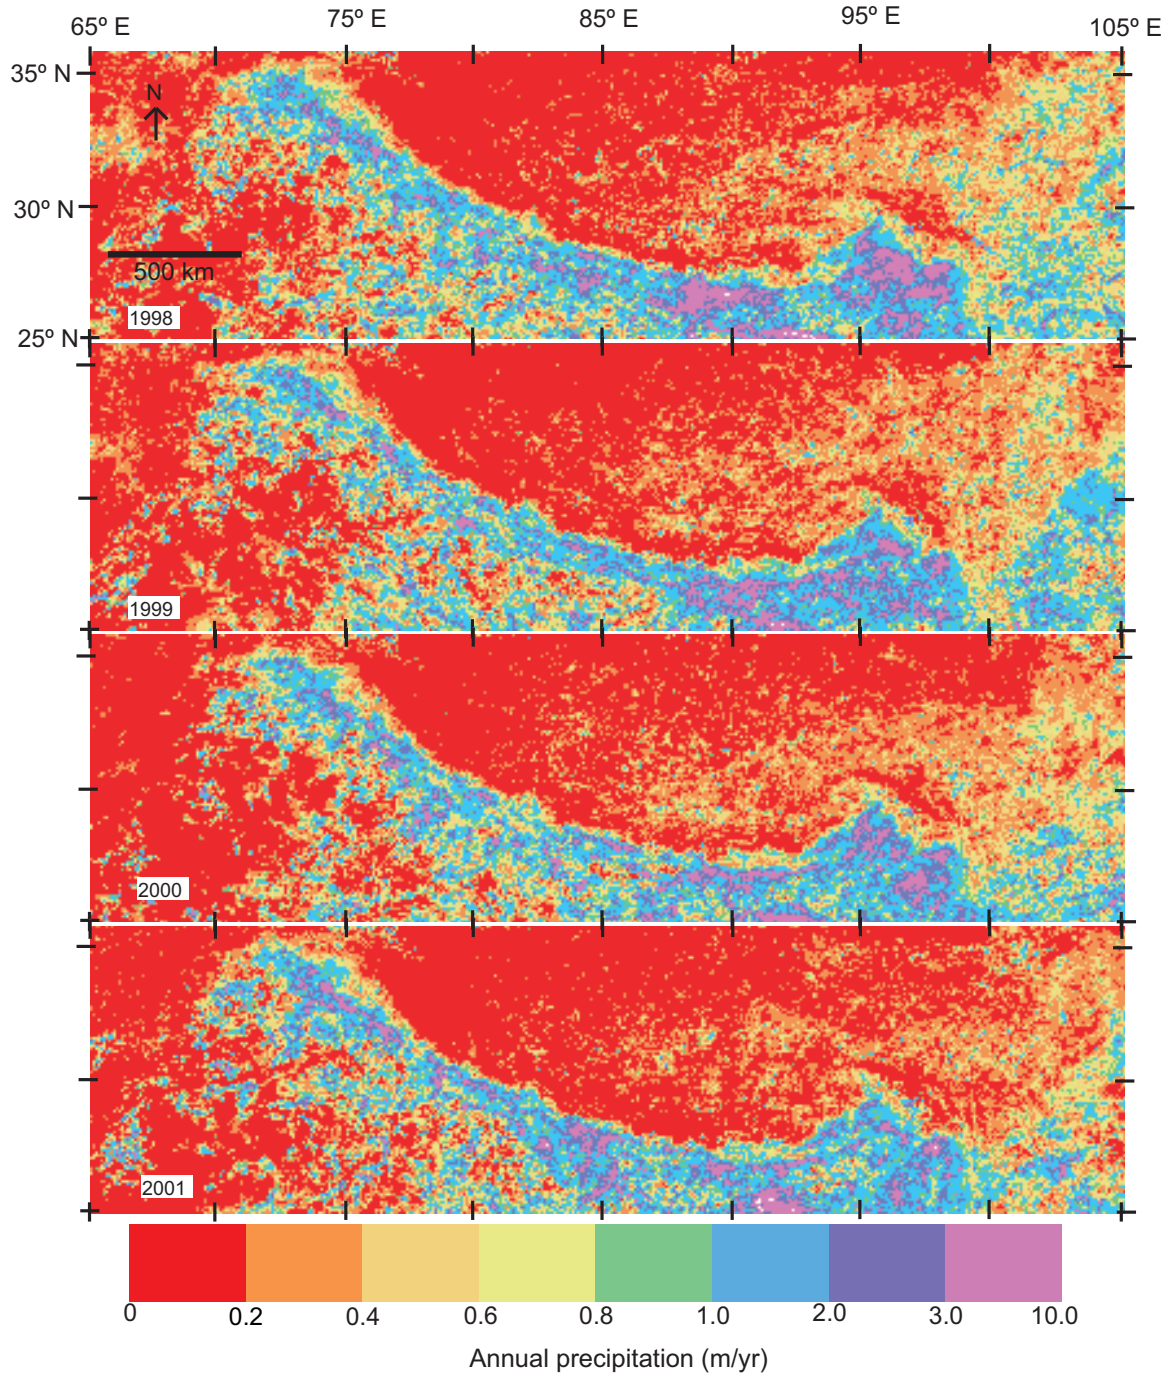 65º E 75º E 85º E 95º E 105º E
35º N
N
30º N
500 km
1998
25º N
1999
2000
2001
0 0.2 0.4 0.6 0.8 1.0 2.0 3.0 10.0
Annual precipitation (m/yr)